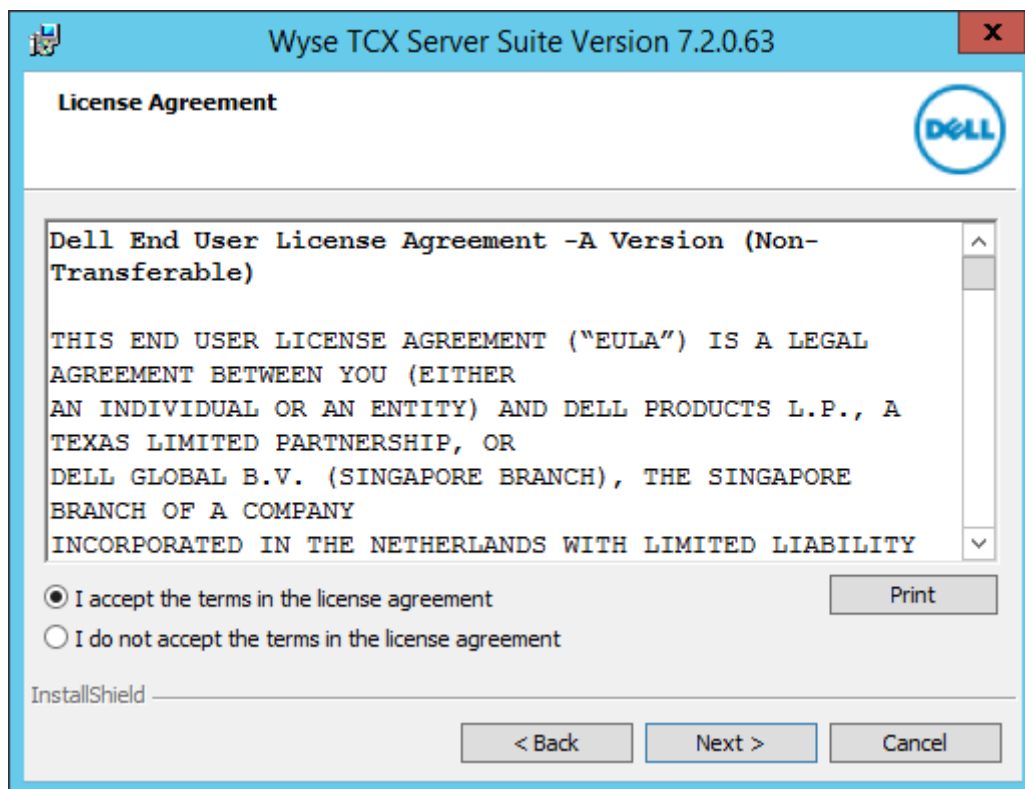 Wyse TCX Server Suite Version 7.2.0.63
x
License Agreement
DELL
Dell End User License Agreement -A Version (Non-
Transferable)
THIS END USER LICENSE AGREEMENT (“EULA”) IS A LEGAL
AGREEMENT BETWEEN YOU (EITHER
AN INDIVIDUAL OR AN ENTITY) AND DELL PRODUCTS L.P., A
TEXAS LIMITED PARTNERSHIP, OR
DELL GLOBAL B.V. (SINGAPORE BRANCH), THE SINGAPORE
BRANCH OF A COMPANY
INCORPORATED IN THE NETHERLANDS WITH LIMITED LIABILITY
I accept the terms in the license agreement
Print
I do not accept the terms in the license agreement
InstallShield
< Back
Next >
Cancel